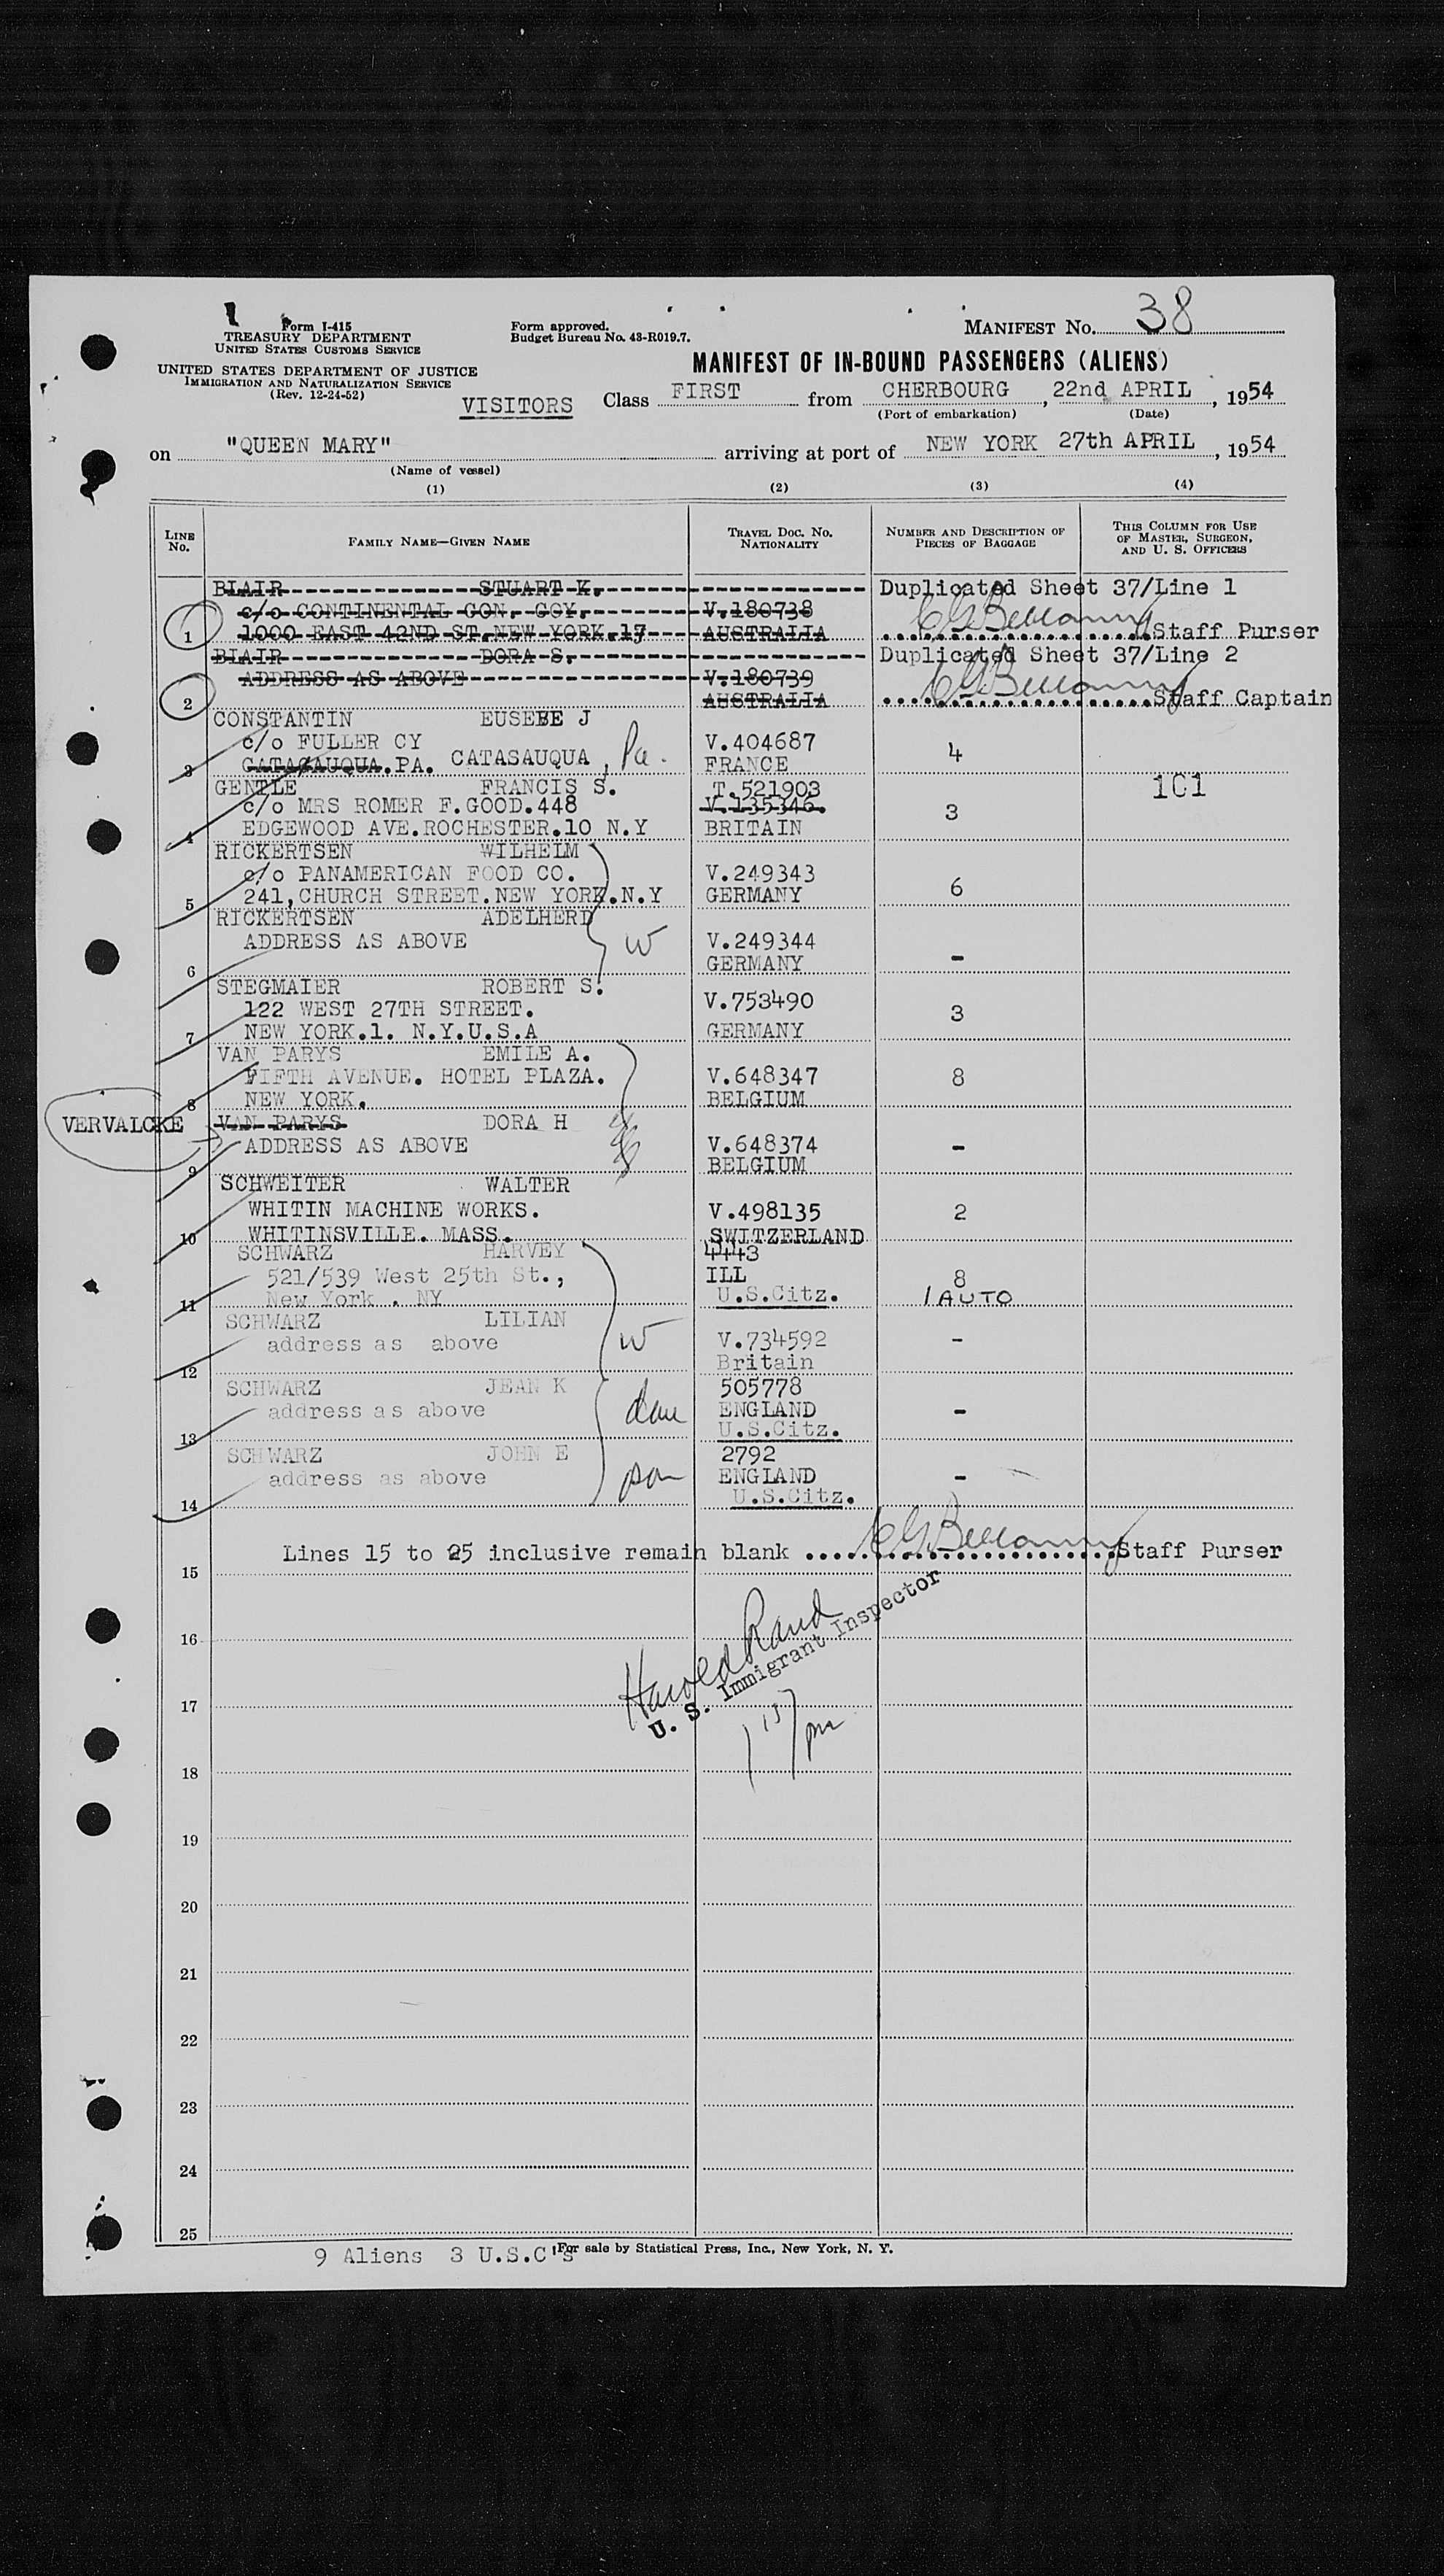 Form I-415
TREASURY DEPARTMENT
UNITED STATES CUSTOMS SERVICE
UNITED STATES DEPARTMENT OF JUSTICE
IMMIGRATION AND NATURALIZATION SERVICE
(Rev. 12-24-52)
Form approved.
Budget Bureau No. 43-R019.7.
MANIFEST No. 38
MANIFEST OF IN-BOUND PASSENGERS (ALIENS)
VISITORS Class FIRST from CHERBOURG, 22nd APRIL, 1954
(Port of embarkation) (Date)
on "QUEEN MARY" arriving at port of NEW YORK 27th APRIL, 1954
(Name of vessel)
(1) (2) (3) (4)
LINE No. FAMILY NAME—GIVEN NAME TRAVEL DOC. NO. NATIONALITY NUMBER AND DESCRIPTION OF PIECES OF BAGGAGE THIS COLUMN FOR USE OF MASTER, SURGEON, AND U. S. OFFICERS
BLAIR STUART K. Duplicated Sheet 37/Line 1
c/o CONTINENTAL GON. GOY. V.180738
1 1000 EAST 42ND ST.NEW YORK.17 AUSTRALIA CGBellamy Staff Purser
BLAIR DORA S. Duplicated Sheet 37/Line 2
ADDRESS AS ABOVE V.180739
2 AUSTRALIA CGBellamy Staff Captain
CONSTANTIN EUSEBE J
c/o FULLER CY V.404687 4
3 CATASAUQUA.PA. CATASAUQUA, Pa. FRANCE
GENTLE FRANCIS S. T.521903 101
c/o MRS ROMER F.GOOD.448 V.135346. 3
4 EDGEWOOD AVE.ROCHESTER.10 N.Y BRITAIN
RICKERTSEN WILHELM
c/o PANAMERICAN FOOD CO. V.249343 6
5 241,CHURCH STREET.NEW YORK.N.Y GERMANY
RICKERTSEN ADELHERD
ADDRESS AS ABOVE W V.249344 -
6 GERMANY
STEGMAIER ROBERT S.
122 WEST 27TH STREET. V.753490 3
7 NEW YORK.1. N.Y.U.S.A GERMANY
VAN PARYS EMILE A.
FIFTH AVENUE. HOTEL PLAZA. V.648347 8
8 NEW YORK. BELGIUM
VERVALCKE VAN PARYS DORA H
ADDRESS AS ABOVE V.648374 -
9 BELGIUM
SCHWEITER WALTER
WHITIN MACHINE WORKS. V.498135 2
10 WHITINSVILLE. MASS. SWITZERLAND
SCHWARZ HARVEY 4443
521/539 West 25th St., ILL 8
11 New York . NY U.S.Citz. 1 AUTO
SCHWARZ LILIAN
address as above W V.734592 -
12 Britain
SCHWARZ JEAN K 505778
address as above dau ENGLAND -
13 U.S.Citz.
SCHWARZ JOHN E 2792
address as above son ENGLAND -
14 U.S.Citz.
Lines 15 to 25 inclusive remain blank CGBellamy Staff Purser
15
16
Harold Rand
U. S. Immigrant Inspector
17
1 15 pm
18
19
20
21
22
23
24
25
9 Aliens 3 U.S.C's
For sale by Statistical Press, Inc., New York, N. Y.